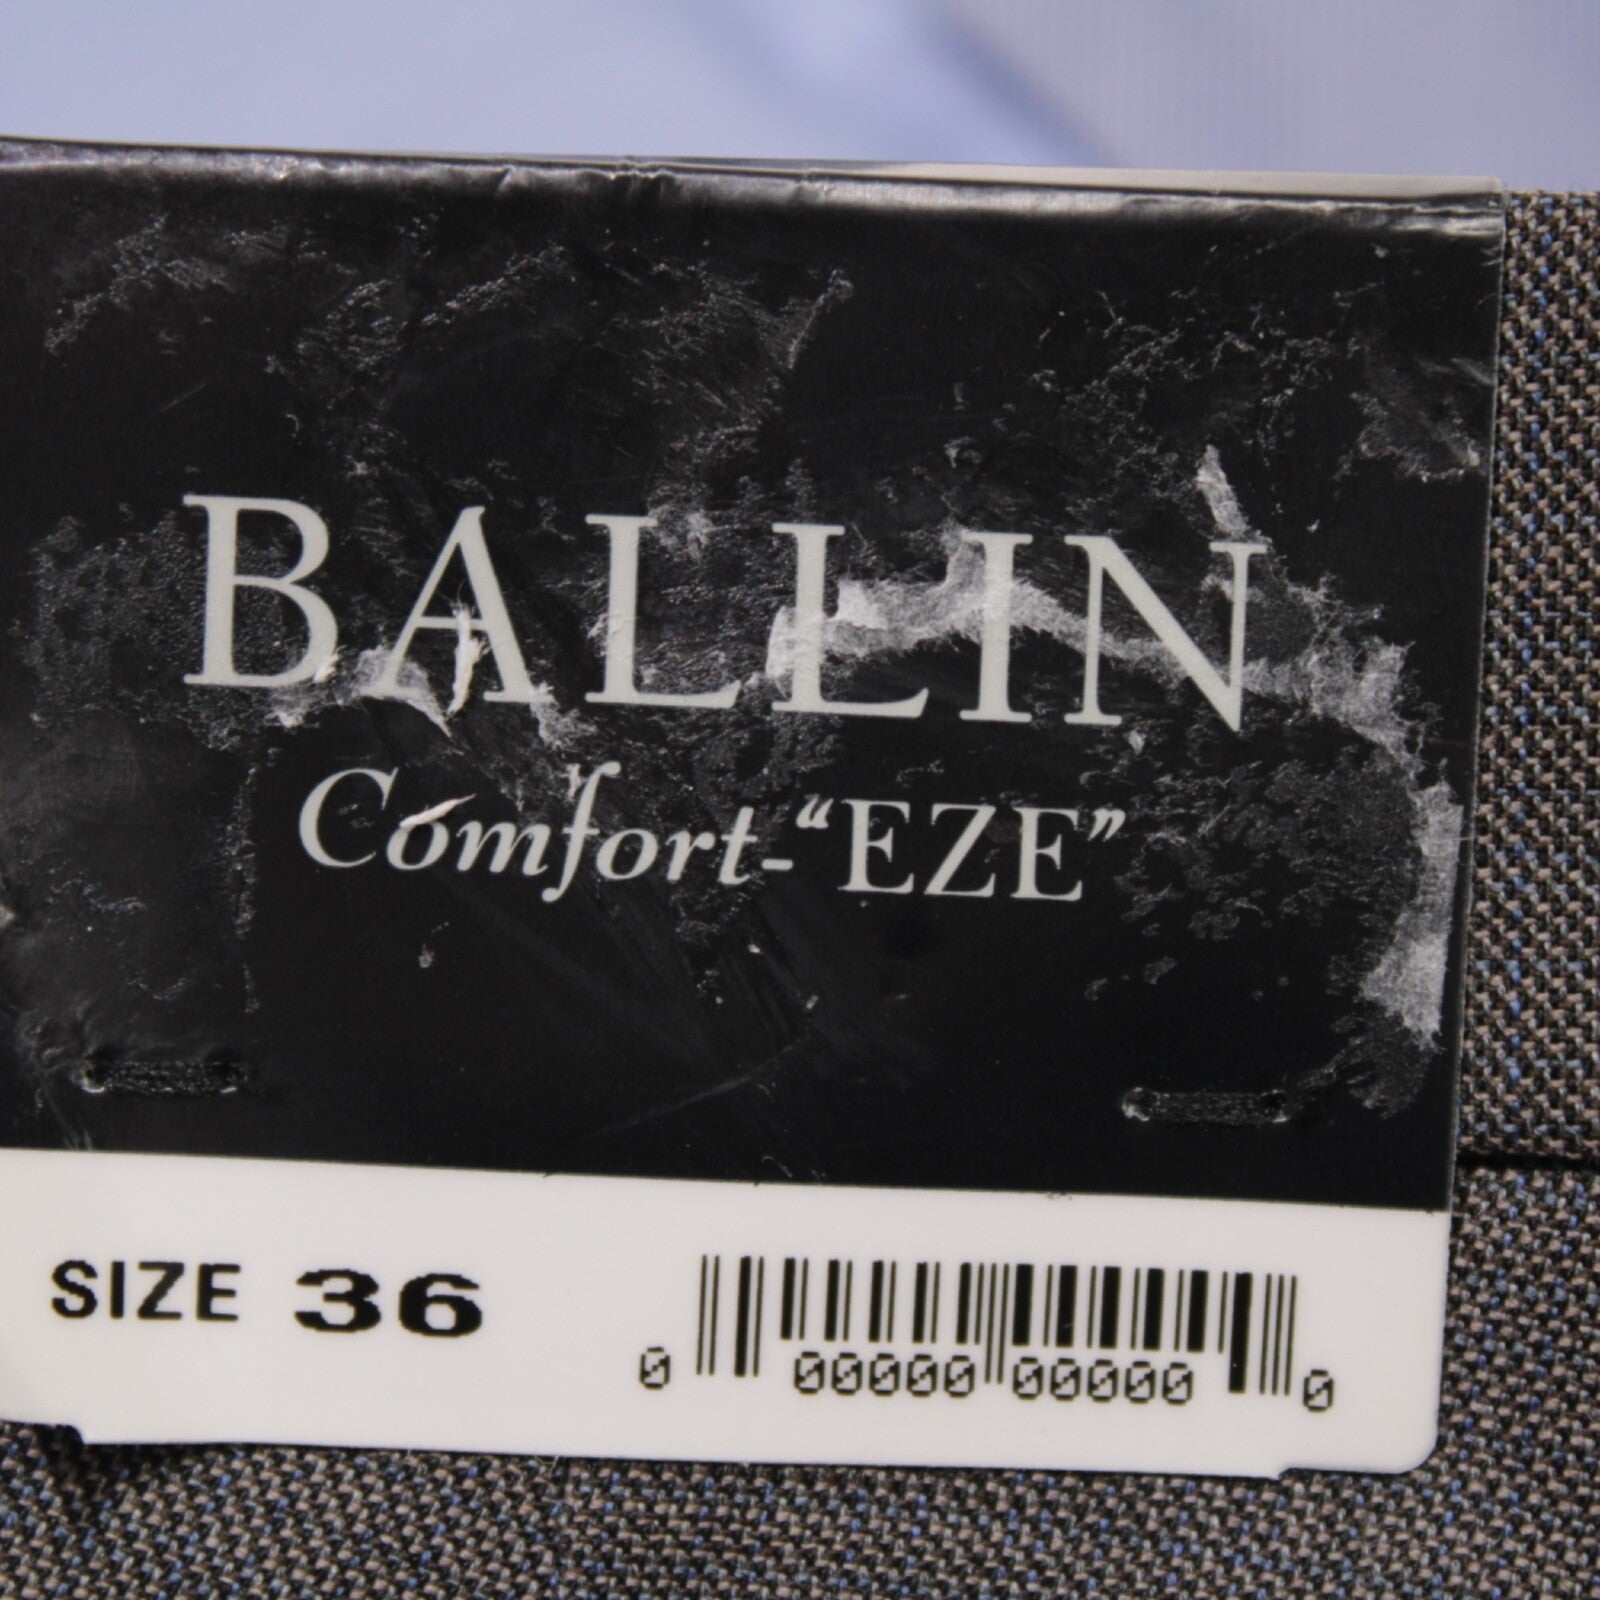 BALLIN
Comfort-“EZE”
SIZE 36
0 00000 00000 0